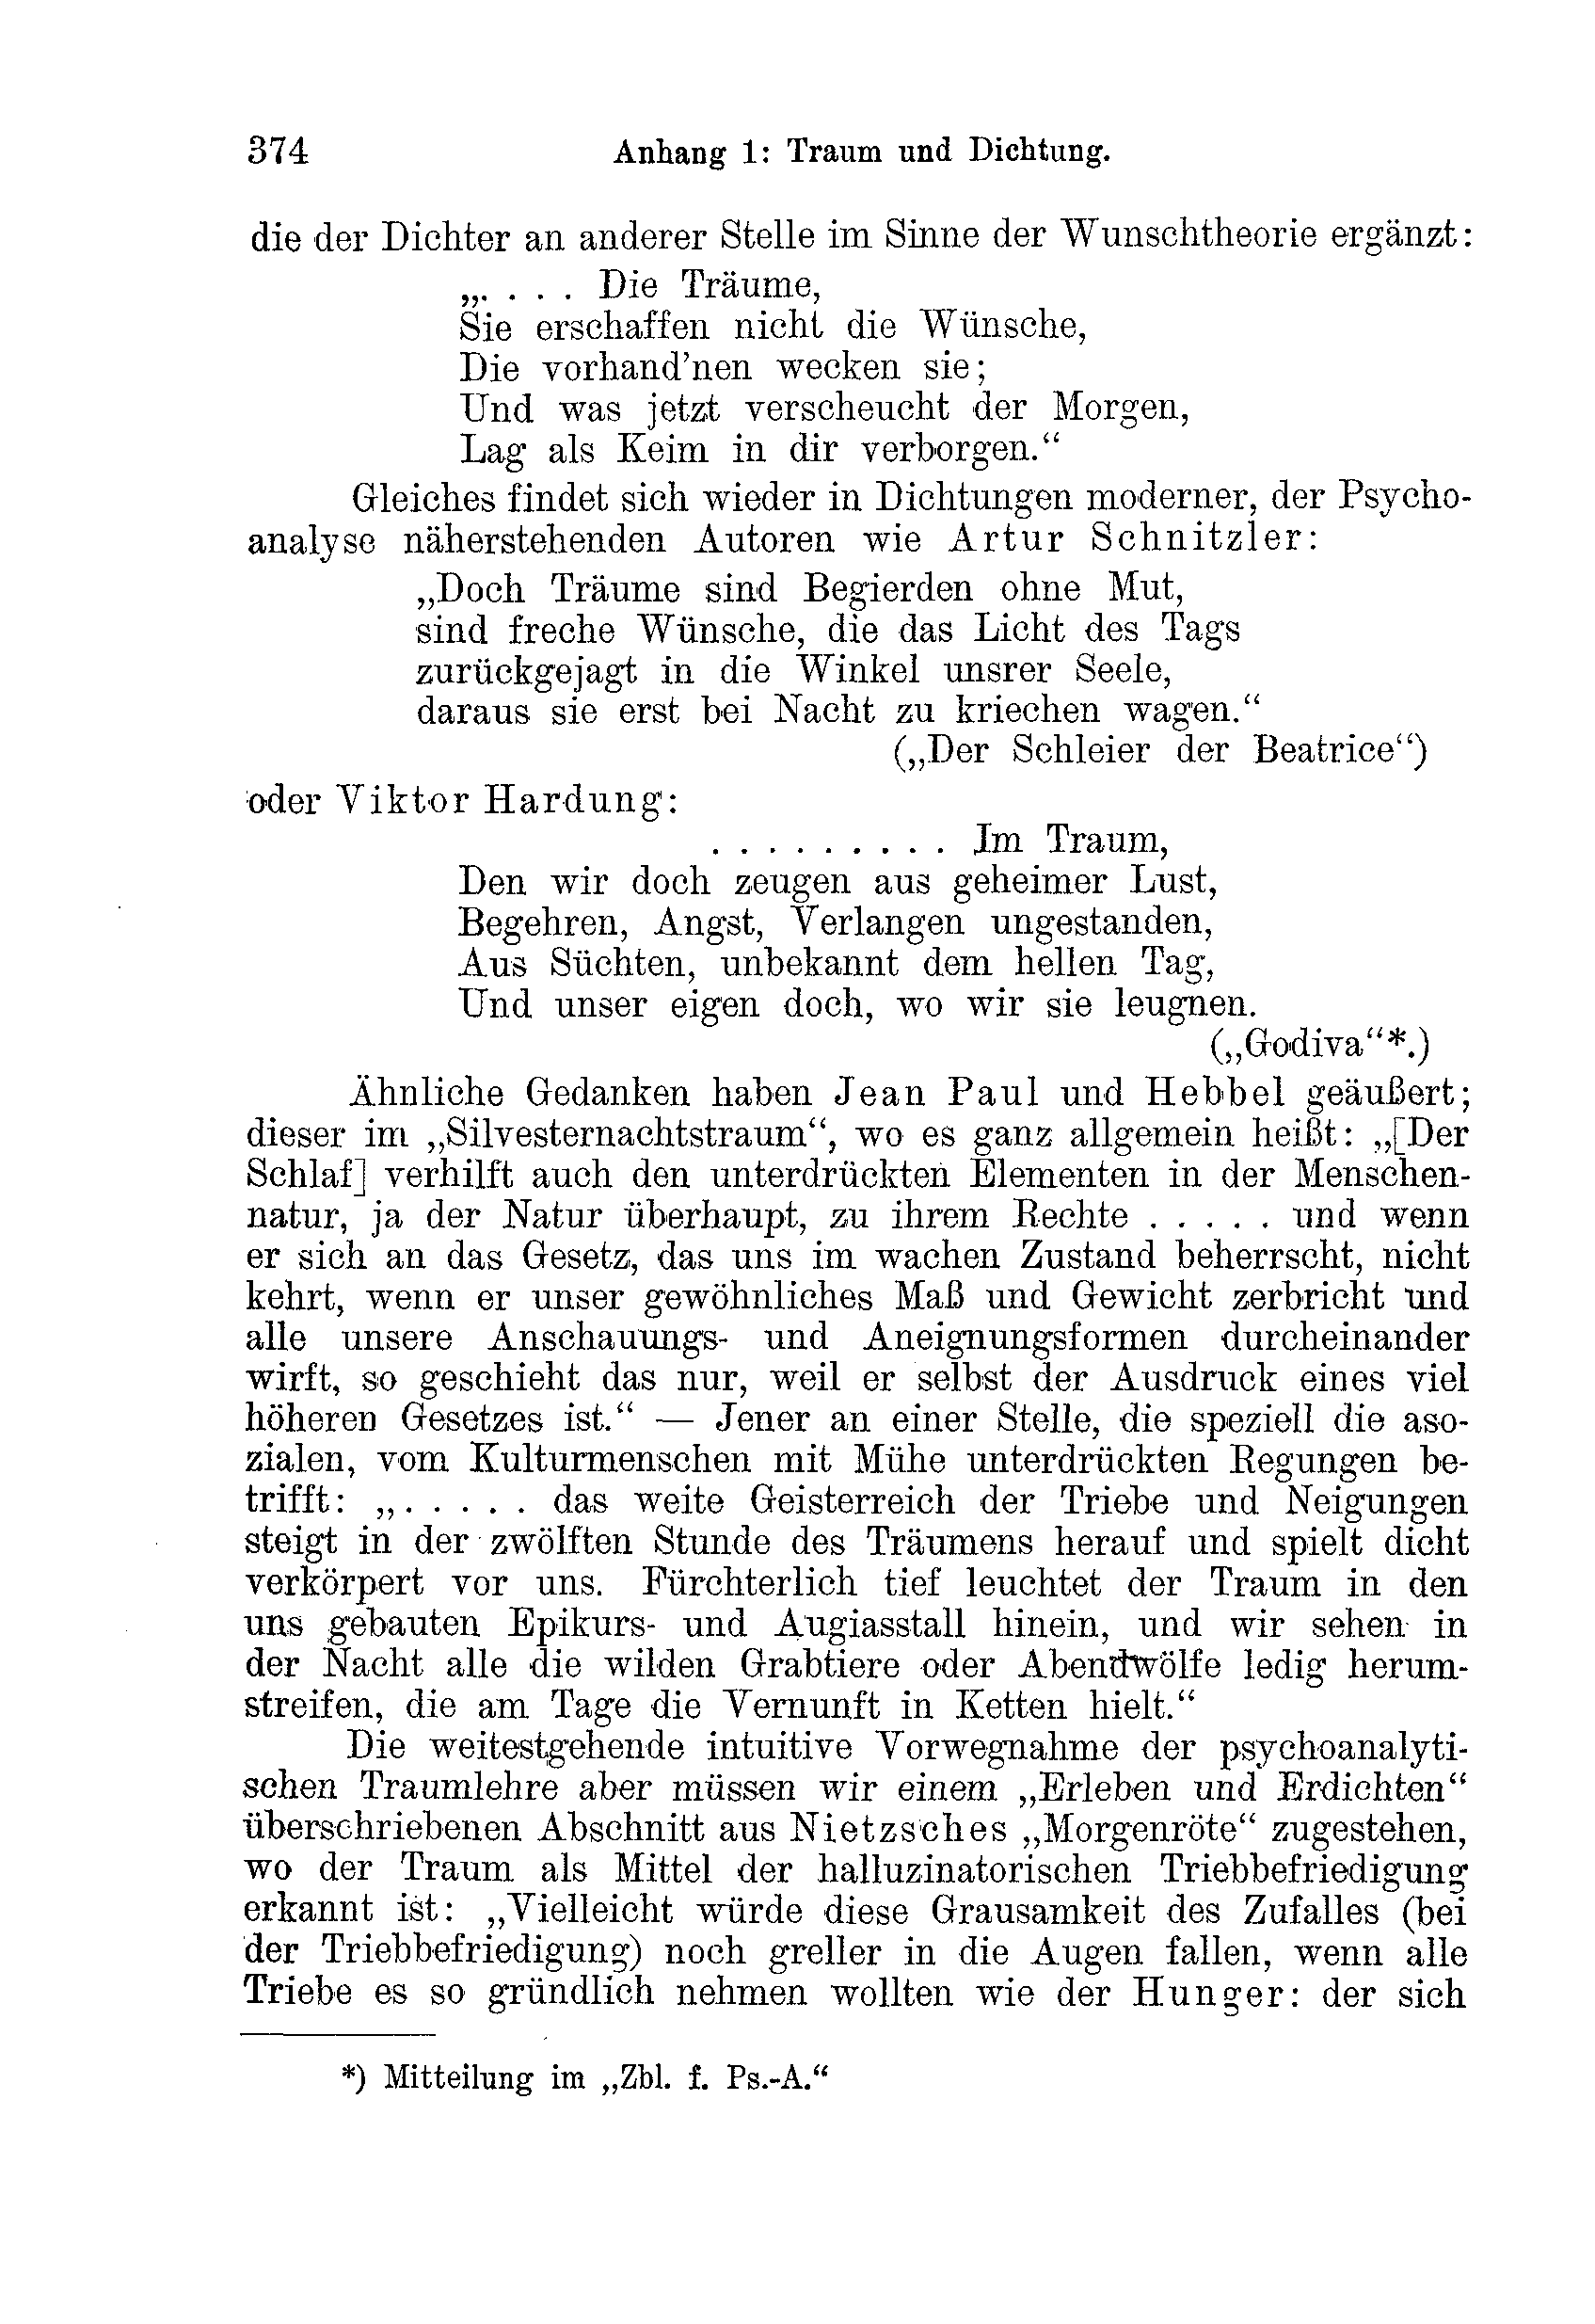 374 Anhang 1: Traum und Dichtung.
die der Dichter an anderer Stelle im Sinne der Wunschtheorie ergänzt:
„. . . . Die Träume,
Sie erschaffen nicht die Wünsche,
Die vorhand'nen wecken sie;
Und was jetzt verscheucht der Morgen,
Lag als Keim in dir verborgen.“
Gleiches findet sich wieder in Dichtungen moderner, der Psycho-
analyse näherstehenden Autoren wie Artur Schnitzler:
„Doch Träume sind Begierden ohne Mut,
sind freche Wünsche, die das Licht des Tags
zurückgejagt in die Winkel unsrer Seele,
daraus sie erst bei Nacht zu kriechen wagen.“
(„Der Schleier der Beatrice“)
oder Viktor Hardung:
. . . . . . . . . Im Traum,
Den wir doch zeugen aus geheimer Lust,
Begehren, Angst, Verlangen ungestanden,
Aus Süchten, unbekannt dem hellen Tag,
Und unser eigen doch, wo wir sie leugnen.
(„Godiva“*.)
Ähnliche Gedanken haben Jean Paul und Hebbel geäußert;
dieser im „Silvesternachtstraum“, wo es ganz allgemein heißt: „[Der
Schlaf] verhilft auch den unterdrückten Elementen in der Menschen-
natur, ja der Natur überhaupt, zu ihrem Rechte . . . . . und wenn
er sich an das Gesetz, das uns im wachen Zustand beherrscht, nicht
kehrt, wenn er unser gewöhnliches Maß und Gewicht zerbricht und
alle unsere Anschauungs- und Aneignungsformen durcheinander
wirft, so geschieht das nur, weil er selbst der Ausdruck eines viel
höheren Gesetzes ist.“ — Jener an einer Stelle, die speziell die aso-
zialen, vom Kulturmenschen mit Mühe unterdrückten Regungen be-
trifft: „. . . . . das weite Geisterreich der Triebe und Neigungen
steigt in der zwölften Stunde des Träumens herauf und spielt dicht
verkörpert vor uns. Fürchterlich tief leuchtet der Traum in den
uns gebauten Epikurs- und Augiasstall hinein, und wir sehen in
der Nacht alle die wilden Grabtiere oder Abendwölfe ledig herum-
streifen, die am Tage die Vernunft in Ketten hielt.“
Die weitestgehende intuitive Vorwegnahme der psychoanalyti-
schen Traumlehre aber müssen wir einem „Erleben und Erdichten“
überschriebenen Abschnitt aus Nietzsches „Morgenröte“ zugestehen,
wo der Traum als Mittel der halluzinatorischen Triebbefriedigung
erkannt ist: „Vielleicht würde diese Grausamkeit des Zufalles (bei
der Triebbefriedigung) noch greller in die Augen fallen, wenn alle
Triebe es so gründlich nehmen wollten wie der Hunger: der sich
*) Mitteilung im „Zbl. f. Ps.-A.“